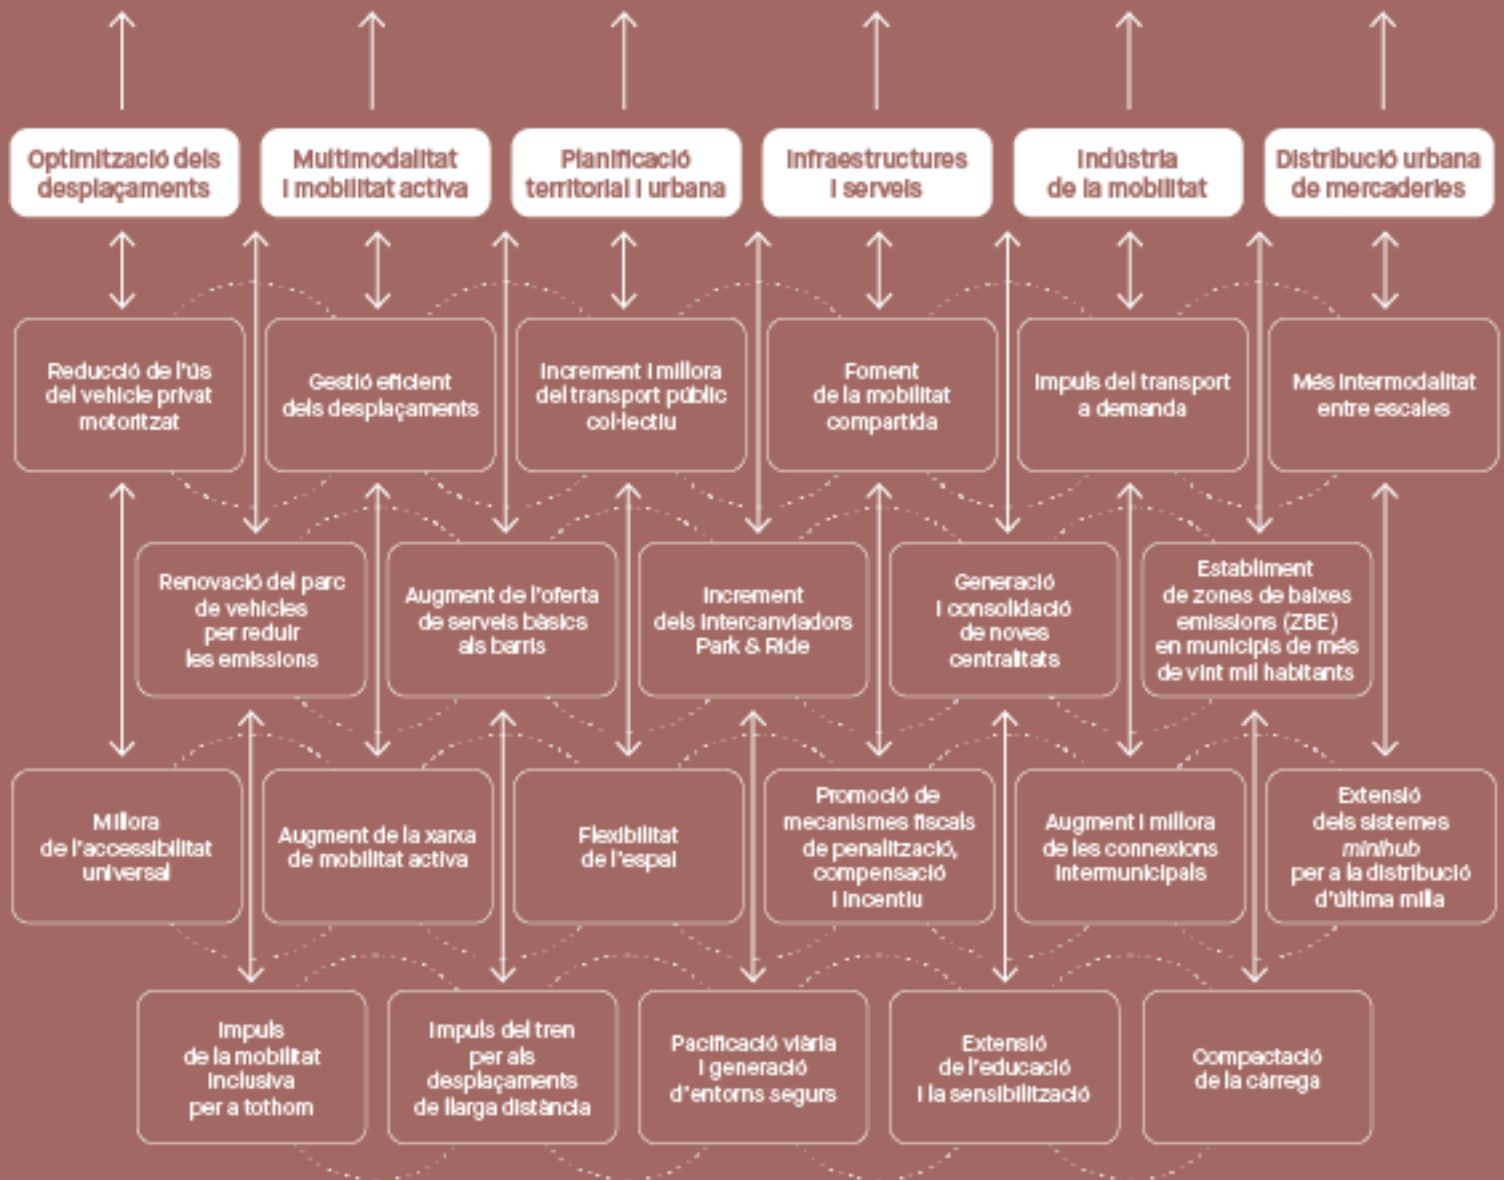 Optimització dels
desplaçaments
Multimodalitat
i mobilitat activa
Planificació
territorial i urbana
Infraestructures
i serveis
Indústria
de la mobilitat
Distribució urbana
de mercaderies
Reducció de l'ús
del vehicle privat
motoritzat
Gestió eficient
dels desplaçaments
Increment i millora
del transport públic
col·lectiu
Foment
de la mobilitat
compartida
Impuls del transport
a demanda
Més intermodalitat
entre escales
Renovació del parc
de vehicles
per reduir
les emissions
Augment de l'oferta
de serveis bàsics
als barris
Increment
dels intercanviadors
Park & Ride
Generació
i consolidació
de noves
centralitats
Establiment
de zones de baixes
emissions (ZBE)
en municipis de més
de vint mil habitants
Millora
de l'accessibilitat
universal
Augment de la xarxa
de mobilitat activa
Flexibilitat
de l'espai
Promoció de
mecanismes fiscals
de penalització,
compensació
i incentiu
Augment i millora
de les connexions
intermunicipals
Extensió
dels sistemes
minihub
per a la distribució
d'última milla
Impuls
de la mobilitat
inclusiva
per a tothom
Impuls del tren
per als
desplaçaments
de llarga distància
Pacificació viària
i generació
d'entorns segurs
Extensió
de l'educació
i la sensibilització
Compactació
de la càrrega